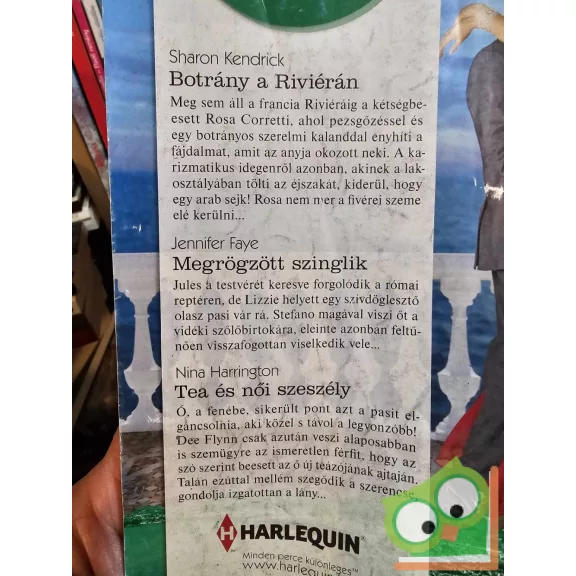 Sharon Kendrick
Botrány a Riviérán
Meg sem áll a francia Riviéráig a kétségbe-
esett Rosa Corretti, ahol pezsgőzéssel és
egy botrányos szerelmi kalanddal enyhíti a
fájdalmat, amit az anyja okozott neki. A ka-
rizmatikus idegenről azonban, akinek a lak-
osztályában tölti az éjszakát, kiderül, hogy
egy arab sejk! Rosa nem mer a fivérei szeme
elé kerülni...
Jennifer Faye
Megrögzött szinglik
Jules a testvérét keresve forgolódik a római
reptéren, de Lizzie helyett egy szívdöglesztő
olasz pasi vár rá. Stefano magával viszi őt a
vidéki szőlőbirtokára, eleinte azonban feltű-
nően visszafogottan viselkedik vele...
Nina Harrington
Tea és női szeszély
Ó, a fenébe, sikerült pont azt a pasit el-
gáncsolnia, aki közel s távol a legvonzóbb!
Dee Flynn csak azután veszi alaposabban
is szemügyre az ismeretlen férfit, hogy az
szó szerint beesett az ő új teázójának ajtaján.
Talán ezúttal mellém szegődik a szerencse,
gondolja izgatottan a lány...
H HARLEQUIN®
Minden perce különleges™
www.harlequin